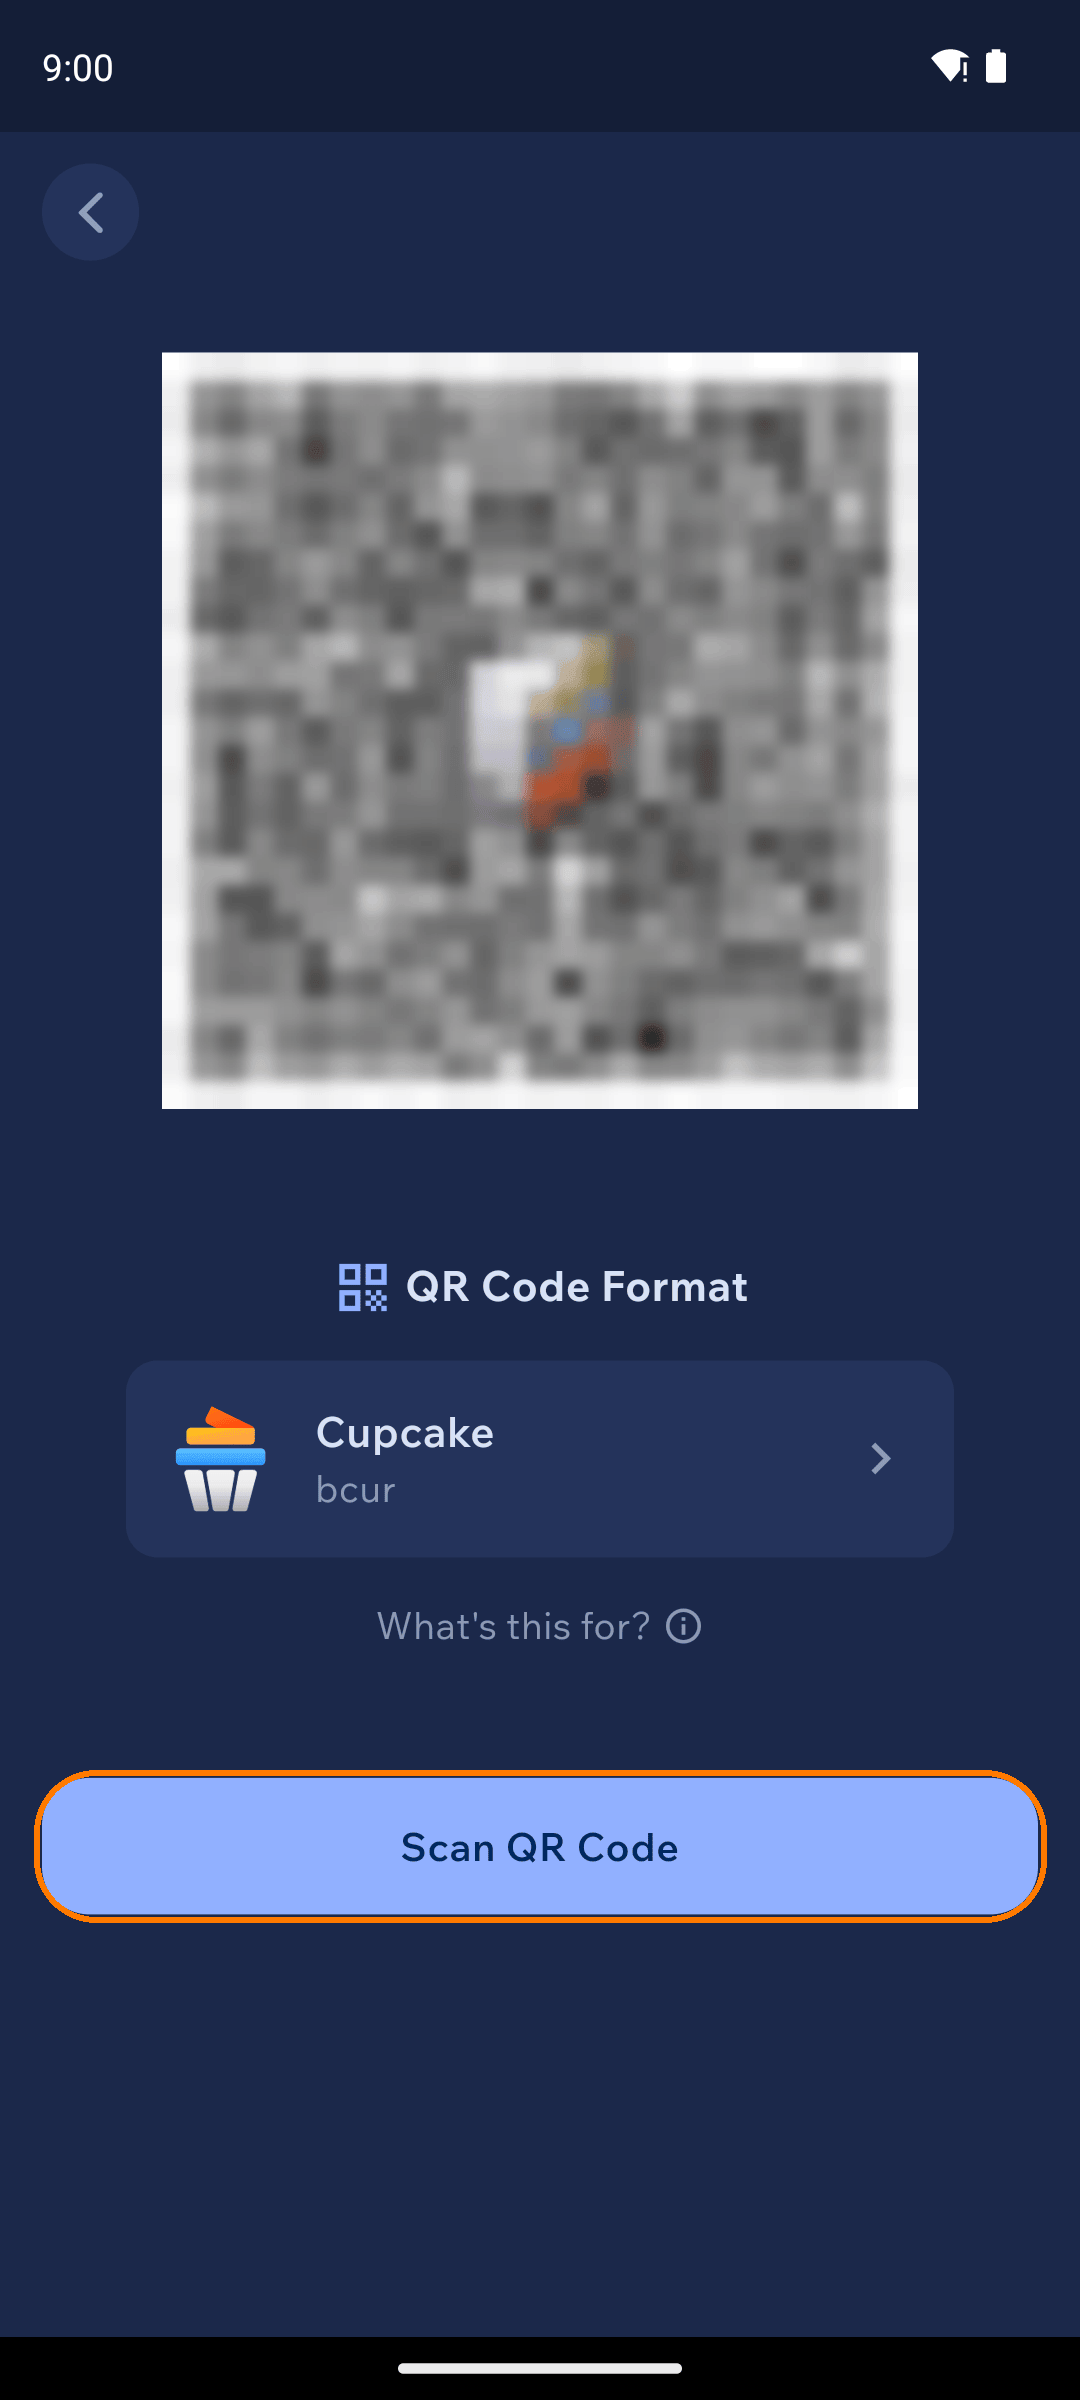 9:00
QR Code Format
Cupcake
bcur
What's this for?
Scan QR Code